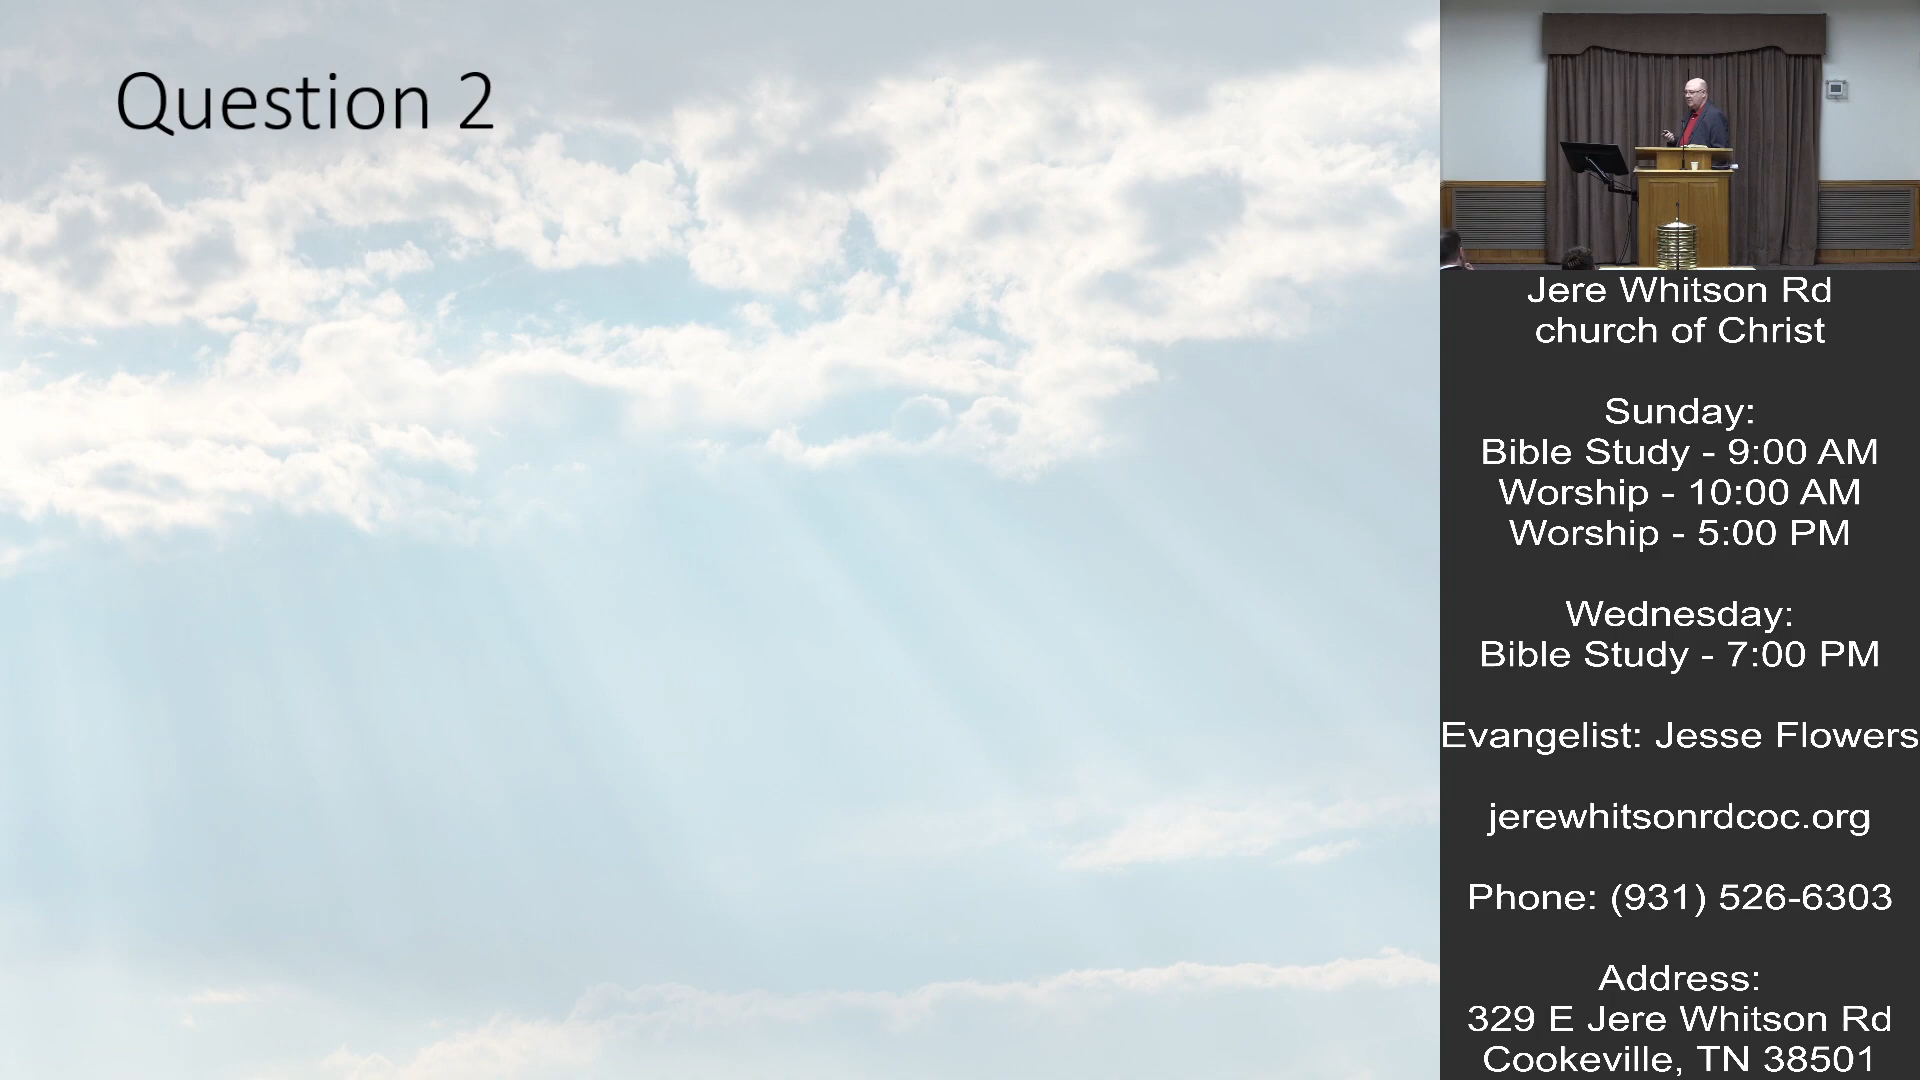 Question 2
Jere Whitson Rd
church of Christ
Sunday:
Bible Study - 9:00 AM
Worship - 10:00 AM
Worship - 5:00 PM
Wednesday:
Bible Study - 7:00 PM
Evangelist: Jesse Flowers
jerewhitsonrdcoc.org
Phone: (931) 526-6303
Address:
329 E Jere Whitson Rd
Cookeville, TN 38501